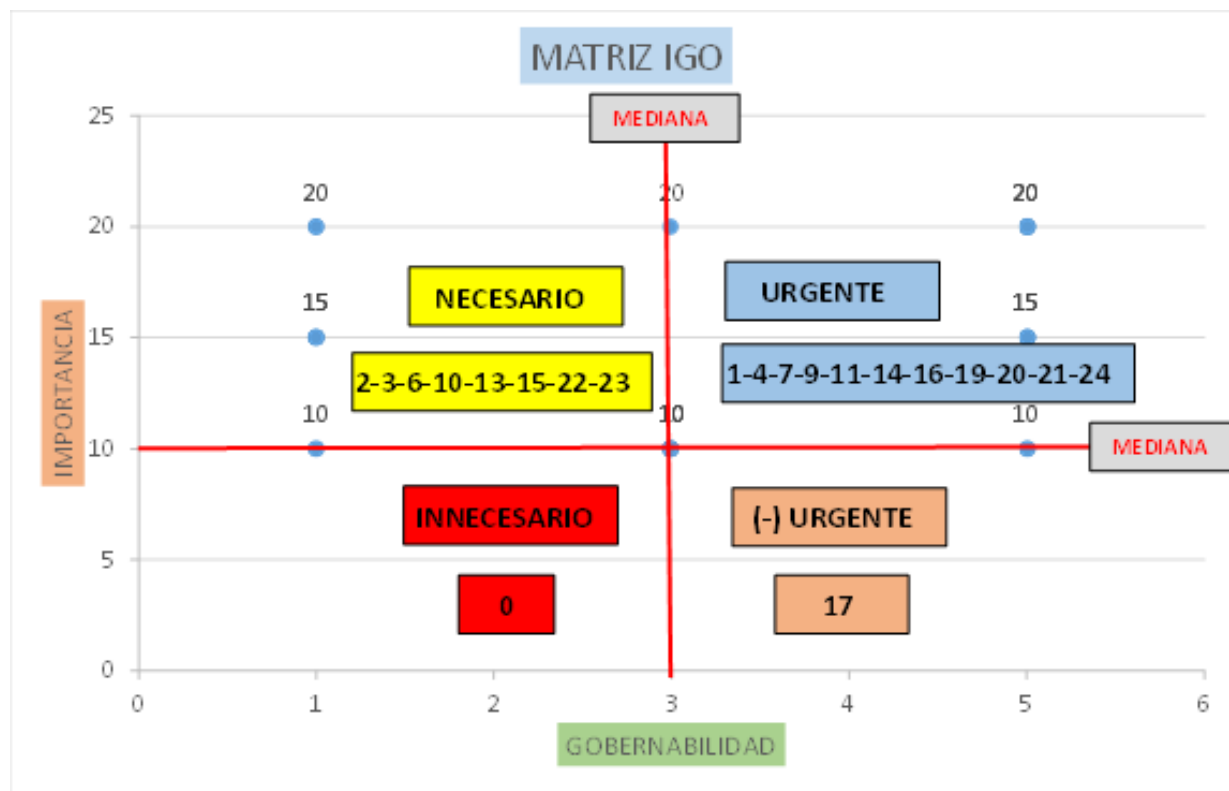 MATRIZ IGO
MEDIANA
25
20 20 20
20
NECESARIO URGENTE
15 15
15
2-3-6-10-13-15-22-23 1-4-7-9-11-14-16-19-20-21-24
10 10 10
10
MEDIANA
IMPORTANCIA
INNECESARIO (-) URGENTE
5
0 17
0
0 1 2 3 4 5 6
GOBERNABILIDAD